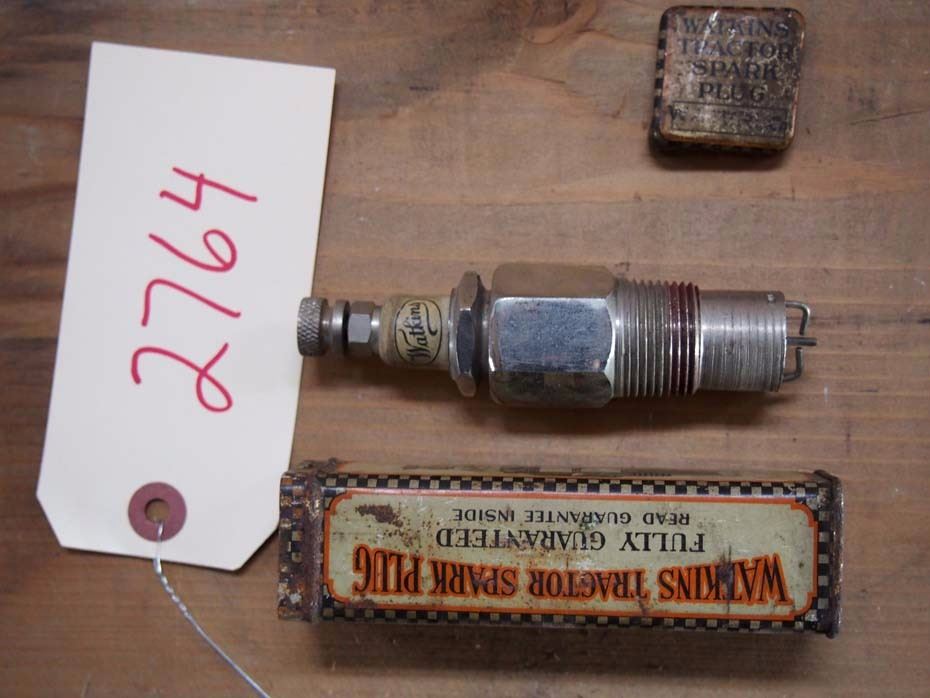 WATKINS
TRACTOR
SPARK
PLUG
2764
Watkins
WATKINS TRACTOR SPARK PLUG
FULLY GUARANTEED
READ GUARANTEE INSIDE